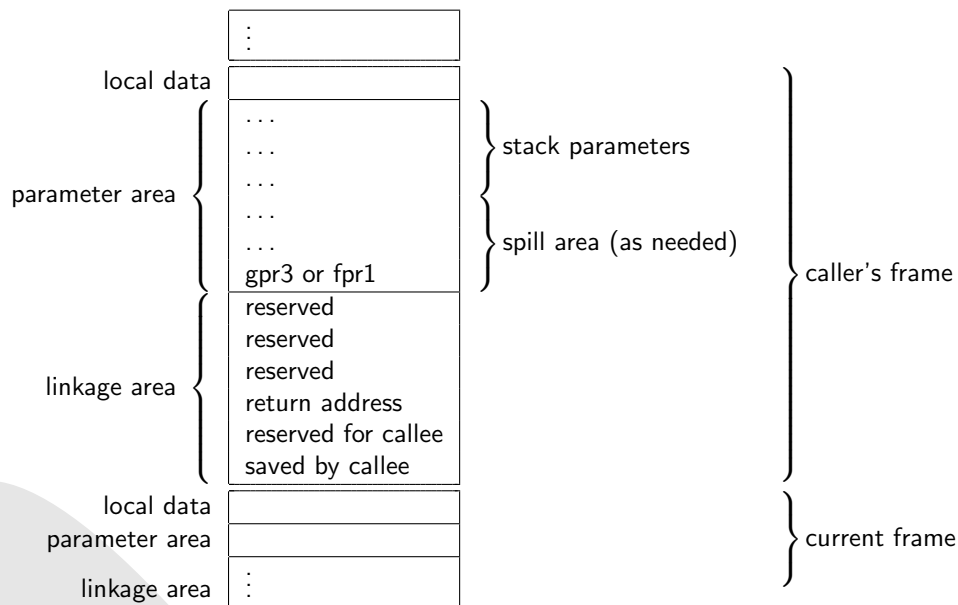 ⋮
local data
. . .
. . . stack parameters
. . .
parameter area
. . .
. . . spill area (as needed)
gpr3 or fpr1 caller's frame
reserved
reserved
reserved
linkage area
return address
reserved for callee
saved by callee
local data
parameter area current frame
linkage area ⋮